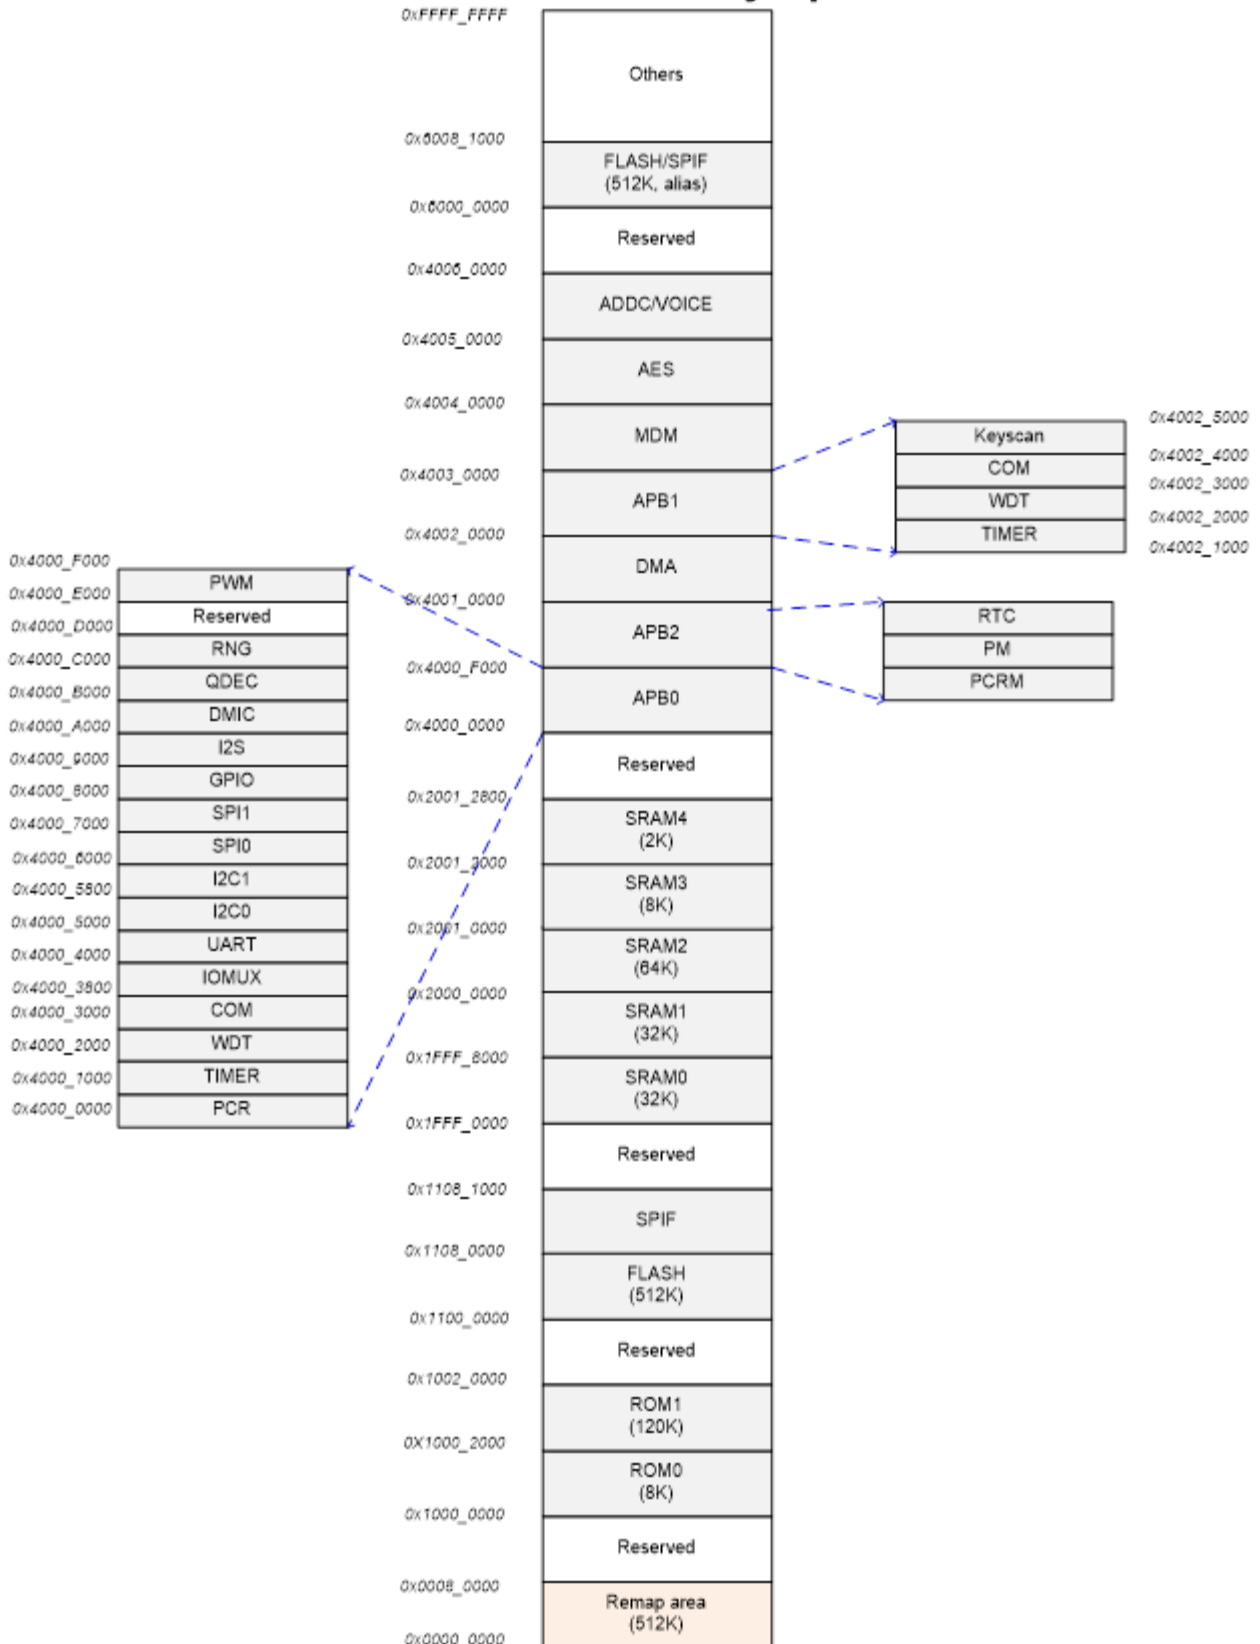 0xFFFF_FFFF
Others
0x6008_1000
FLASH/SPIF
(512K, alias)
0x6000_0000
Reserved
0x4006_0000
ADDC/VOICE
0x4005_0000
AES
0x4004_0000
MDM
0x4003_0000
APB1
0x4002_0000
DMA
0x4001_0000
APB2
0x4000_F000
APB0
0x4000_0000
Reserved
0x2001_2800
SRAM4
(2K)
0x2001_2000
SRAM3
(8K)
0x2001_0000
SRAM2
(64K)
0x2000_0000
SRAM1
(32K)
0x1FFF_8000
SRAM0
(32K)
0x1FFF_0000
Reserved
0x1108_1000
SPIF
0x1108_0000
FLASH
(512K)
0x1100_0000
Reserved
0x1002_0000
ROM1
(120K)
0X1000_2000
ROM0
(8K)
0x1000_0000
Reserved
0x0008_0000
Remap area
(512K)
0x0000_0000
0x4002_5000
Keyscan
0x4002_4000
COM
0x4002_3000
WDT
0x4002_2000
TIMER
0x4002_1000
RTC
PM
PCRM
0x4000_F000
PWM
0x4000_E000
Reserved
0x4000_D000
RNG
0x4000_C000
QDEC
0x4000_B000
DMIC
0x4000_A000
I2S
0x4000_9000
GPIO
0x4000_8000
SPI1
0x4000_7000
SPI0
0x4000_6000
I2C1
0x4000_5800
I2C0
0x4000_5000
UART
0x4000_4000
IOMUX
0x4000_3800
COM
0x4000_3000
WDT
0x4000_2000
TIMER
0x4000_1000
PCR
0x4000_0000